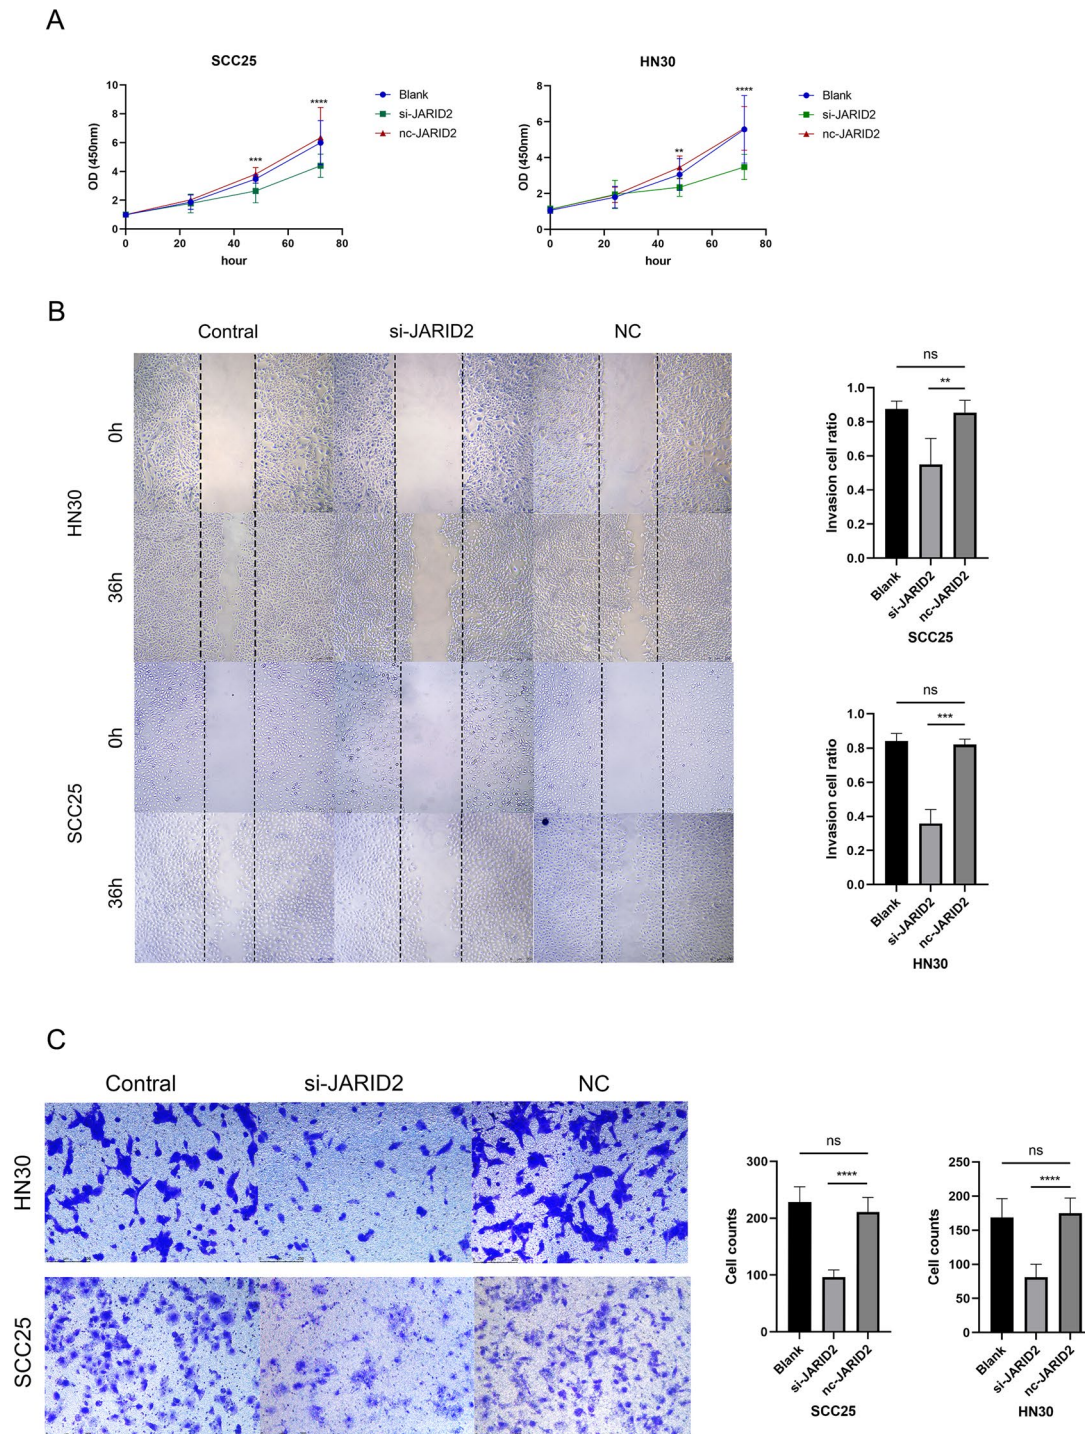 A
SCC25
10
8
6
4
2
0
OD (450nm)
***
****
0 20 40 60 80
hour
Blank
si-JARID2
nc-JARID2
HN30
8
6
4
2
0
OD (450nm)
**
****
0 20 40 60 80
hour
Blank
si-JARID2
nc-JARID2
B
Contral si-JARID2 NC
HN30
0h
36h
SCC25
0h
36h
ns
**
1.0
0.8
0.6
0.4
0.2
0.0
Invasion cell ratio
Blank
si-JARID2
nc-JARID2
SCC25
ns
***
1.0
0.8
0.6
0.4
0.2
0.0
Invasion cell ratio
Blank
si-JARID2
nc-JARID2
HN30
C
Contral si-JARID2 NC
HN30
SCC25
ns
****
300
200
100
0
Cell counts
Blank
si-JARID2
nc-JARID2
SCC25
ns
****
250
200
150
100
50
0
Cell counts
Blank
si-JARID2
nc-JARID2
HN30